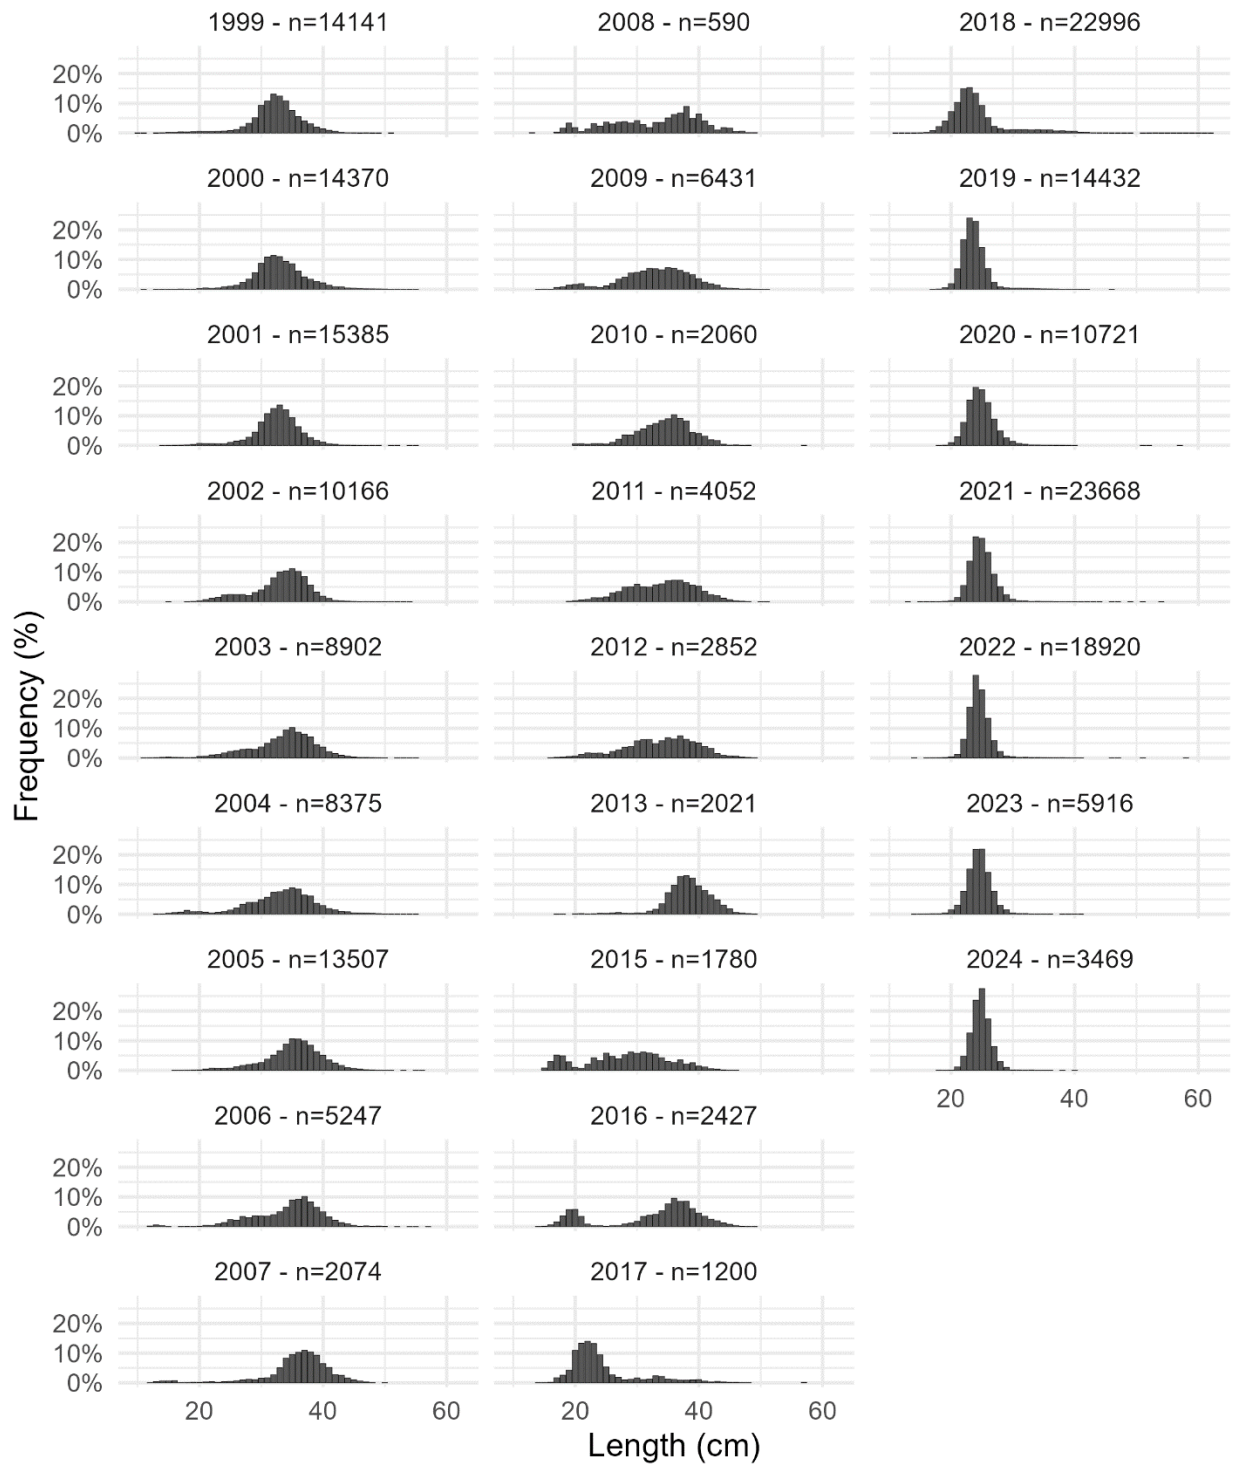 1999 - n=14141
2008 - n=590
2018 - n=22996
20%
10%
0%
2000 - n=14370
2009 - n=6431
2019 - n=14432
20%
10%
0%
2001 - n=15385
2010 - n=2060
2020 - n=10721
20%
10%
0%
2002 - n=10166
2011 - n=4052
2021 - n=23668
20%
10%
0%
2003 - n=8902
2012 - n=2852
2022 - n=18920
20%
10%
0%
2004 - n=8375
2013 - n=2021
2023 - n=5916
20%
10%
0%
2005 - n=13507
2015 - n=1780
2024 - n=3469
20%
10%
0%
20 40 60
2006 - n=5247
2016 - n=2427
20%
10%
0%
2007 - n=2074
2017 - n=1200
20%
10%
0%
20 40 60
20 40 60
Length (cm)
Frequency (%)